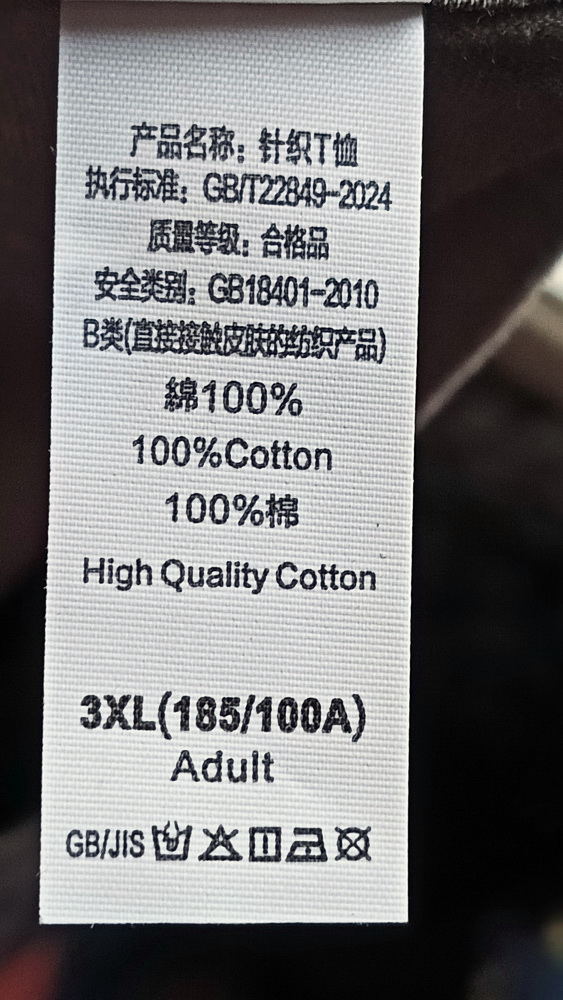 产品名称：针织T恤
执行标准：GB/T22849-2024
质量等级：合格品
安全类别：GB18401-2010
B类(直接接触皮肤的纺织产品)
綿100%
100%Cotton
100%棉
High Quality Cotton
3XL(185/100A)
Adult
GB/JIS